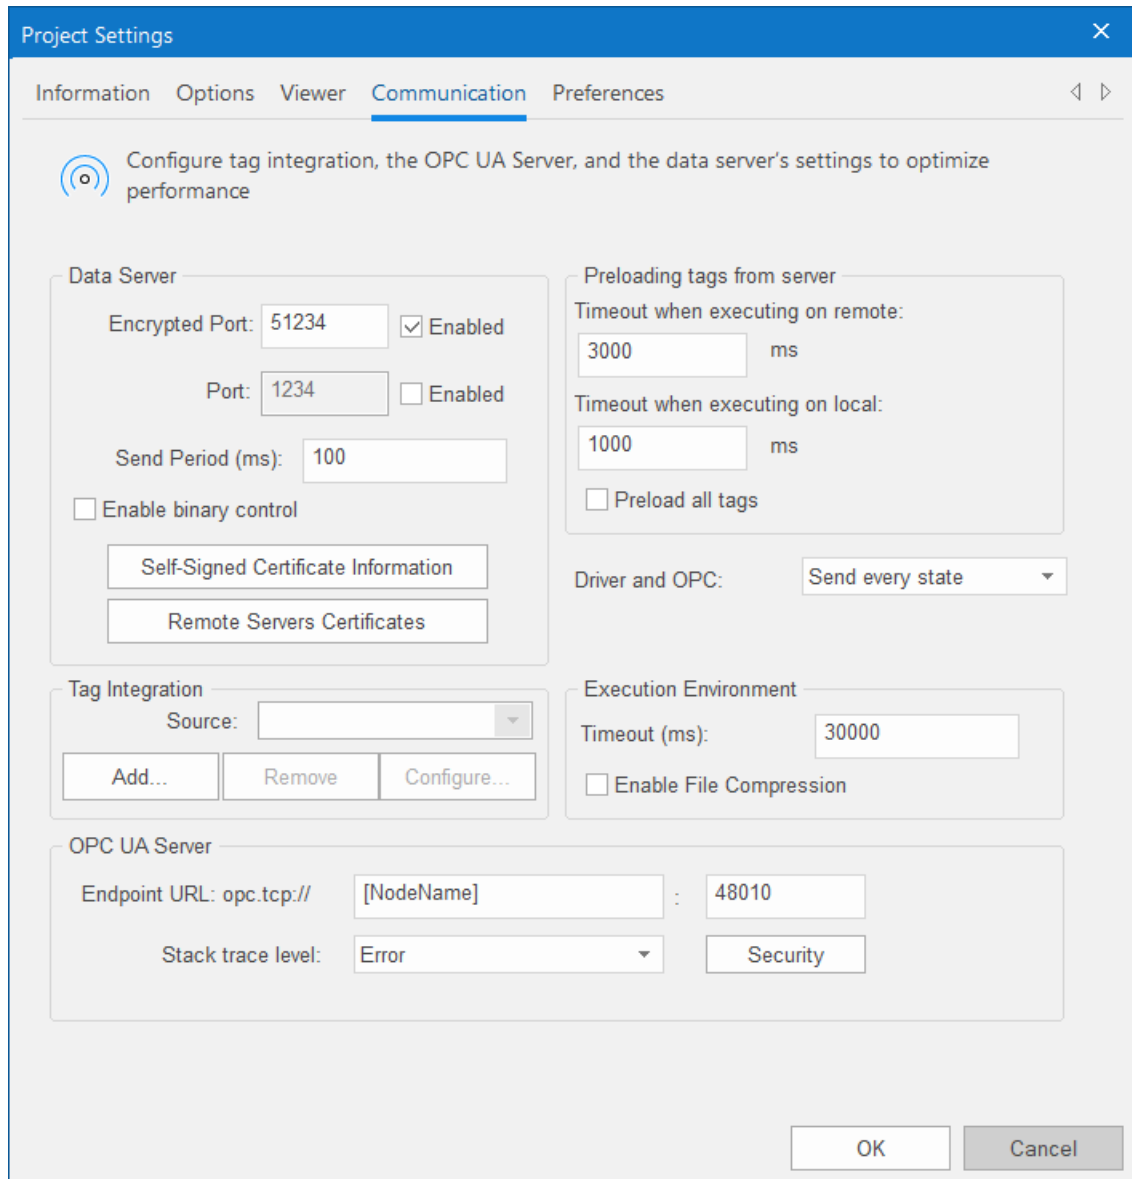 Project Settings
Information Options Viewer Communication Preferences
Configure tag integration, the OPC UA Server, and the data server's settings to optimize
performance
Data Server
Encrypted Port: 51234 Enabled
Port: 1234 Enabled
Send Period (ms): 100
Enable binary control
Self-Signed Certificate Information
Remote Servers Certificates
Preloading tags from server
Timeout when executing on remote:
3000 ms
Timeout when executing on local:
1000 ms
Preload all tags
Driver and OPC: Send every state
Tag Integration
Source:
Add... Remove Configure...
Execution Environment
Timeout (ms): 30000
Enable File Compression
OPC UA Server
Endpoint URL: opc.tcp:// [NodeName] : 48010
Stack trace level: Error Security
OK Cancel